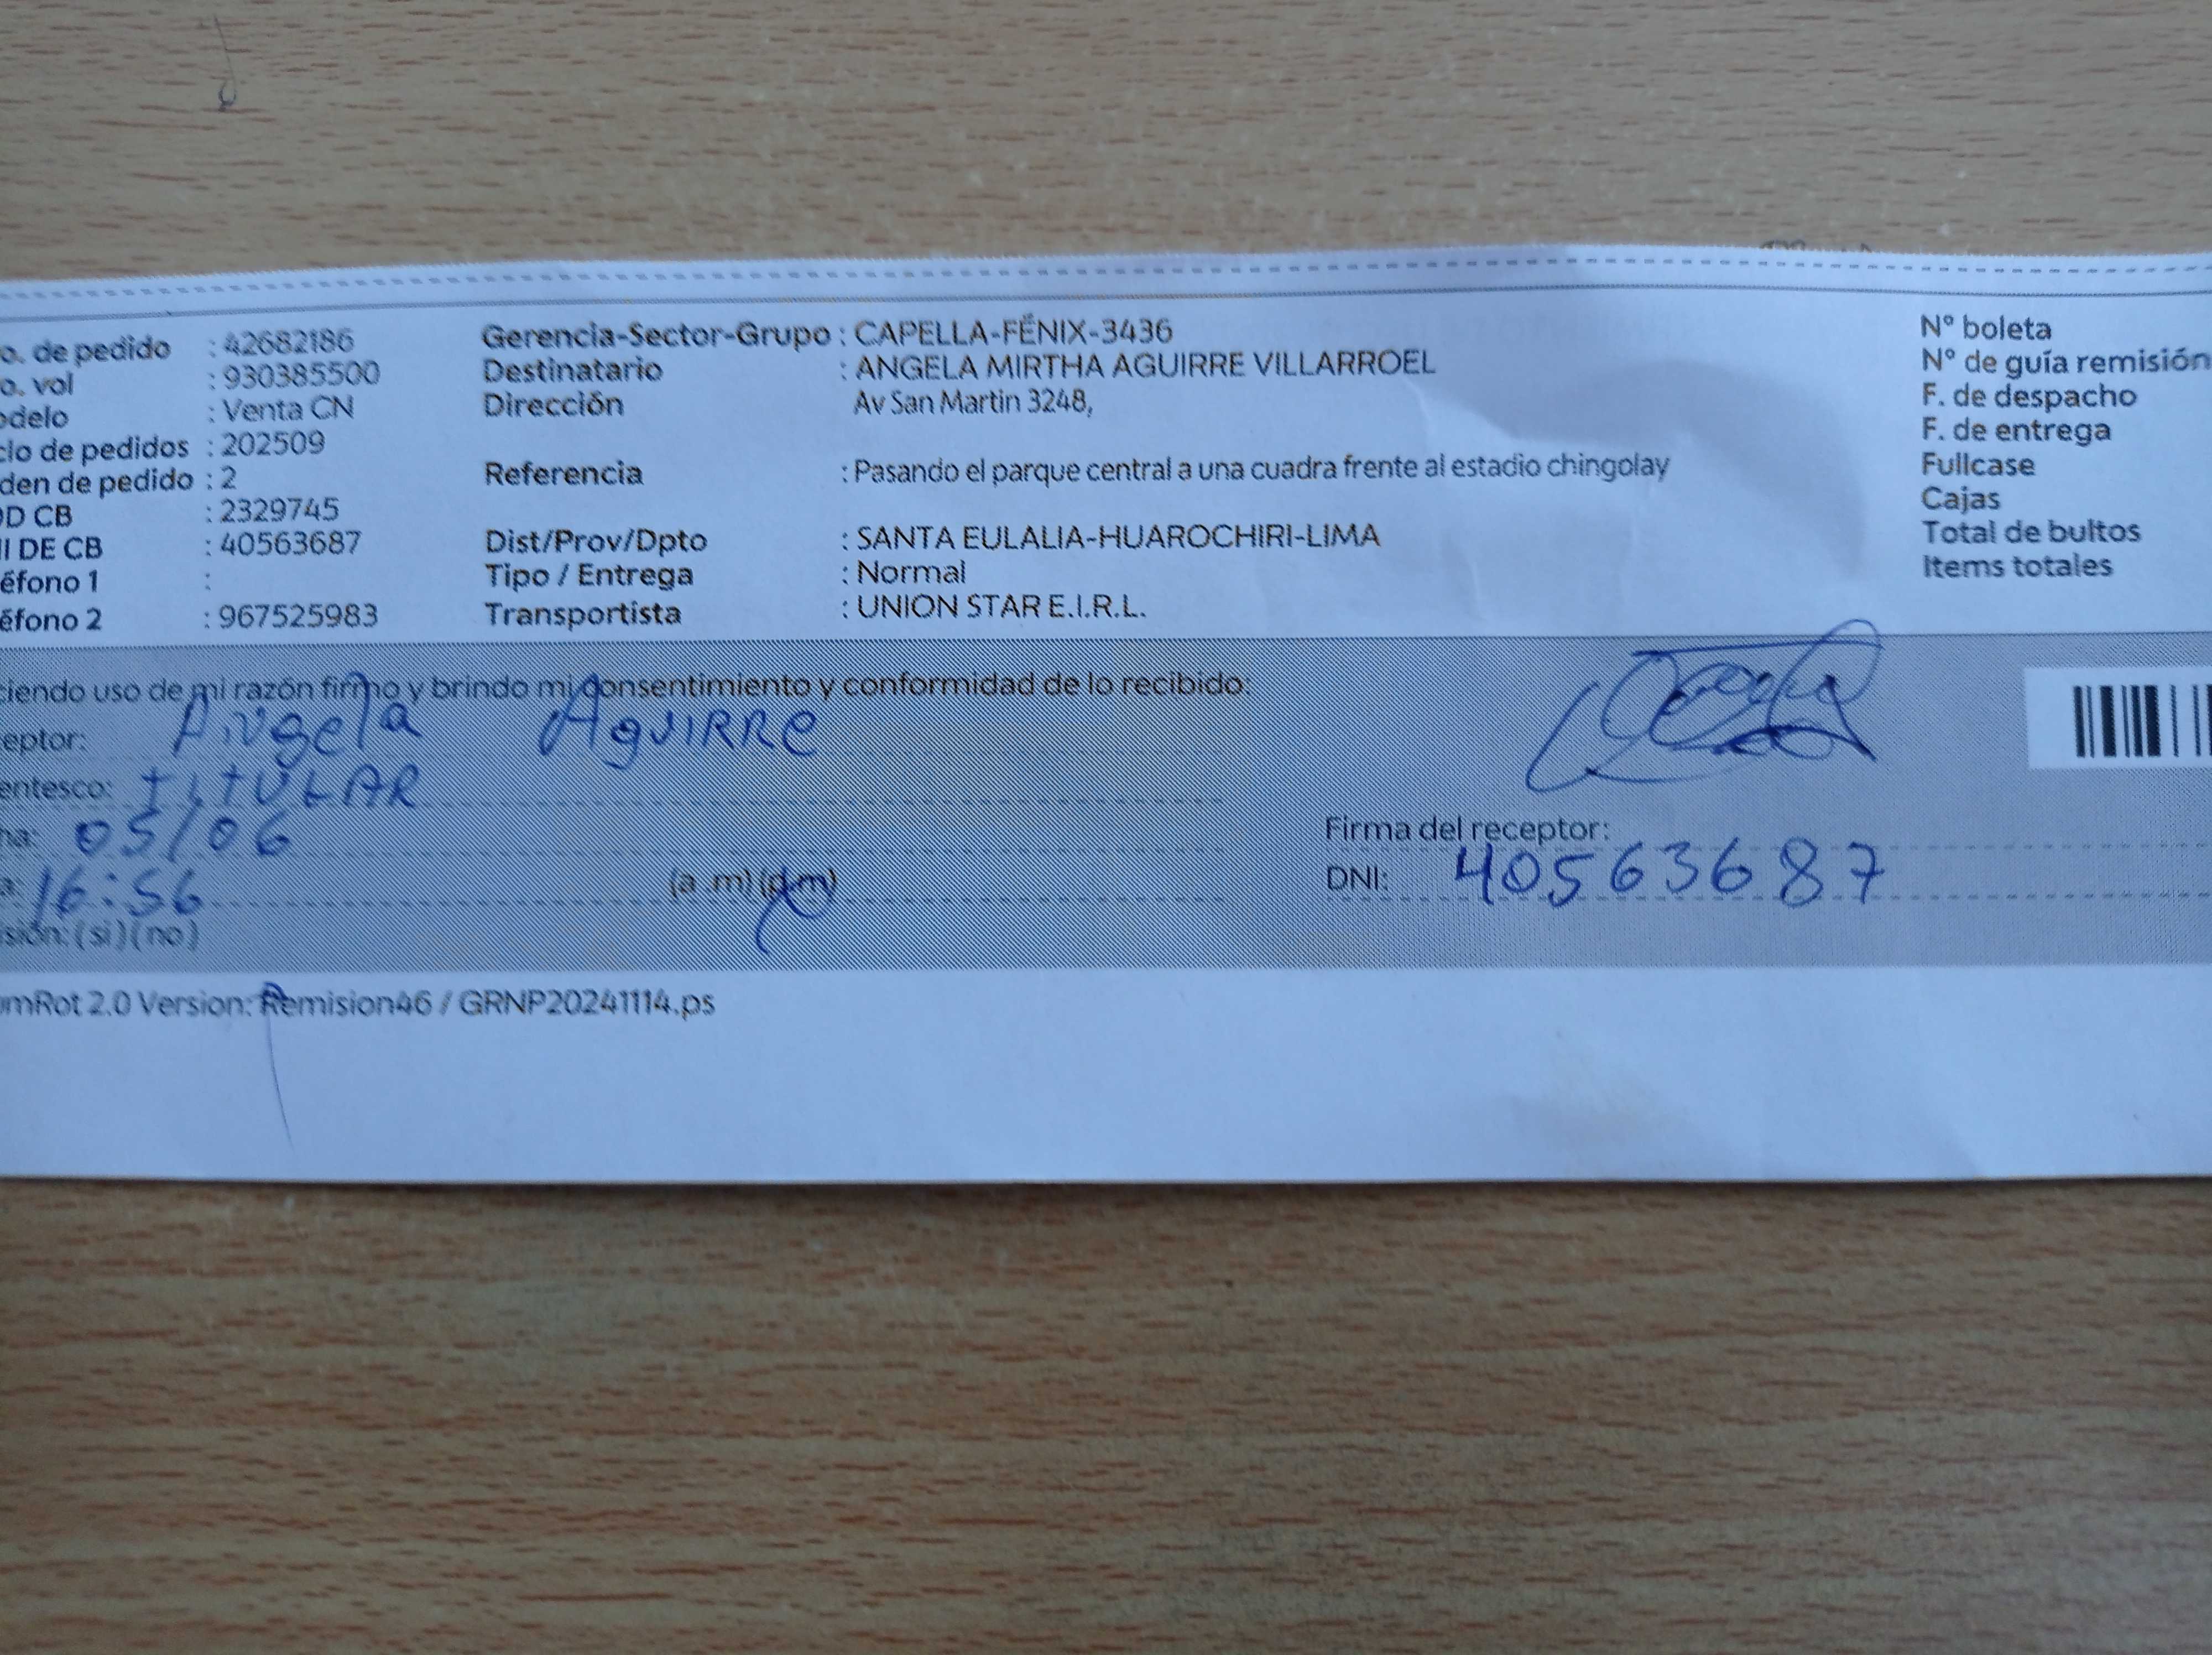 o. de pedido : 42682186
o. vol : 930385500
odelo : Venta CN
clo de pedidos : 202509
den de pedido : 2
OD CB : 2329745
NI DE CB : 40563687
éfono 1 :
éfono 2 : 967525983
Gerencia-Sector-Grupo : CAPELLA-FÉNIX-3436
Destinatario : ANGELA MIRTHA AGUIRRE VILLARROEL
Dirección Av San Martin 3248,
Referencia : Pasando el parque central a una cuadra frente al estadio chingolay
Dist/Prov/Dpto : SANTA EULALIA-HUAROCHIRI-LIMA
Tipo / Entrega : Normal
Transportista : UNION STAR E.I.R.L.
N° boleta
N° de guía remisión
F. de despacho
F. de entrega
Fullcase
Cajas
Total de bultos
Items totales
ciendo uso de mi razón firmo y brindo mi consentimiento y conformidad de lo recibido:
eptor: Angela Aguirre
entesco: TITULAR
ha: 05/06
a: 16:56 (a .m) (p.m)
isión: (si) (no)
Firma del receptor:
DNI: 40563687
omRot 2.0 Version: Remision46 / GRNP20241114.ps